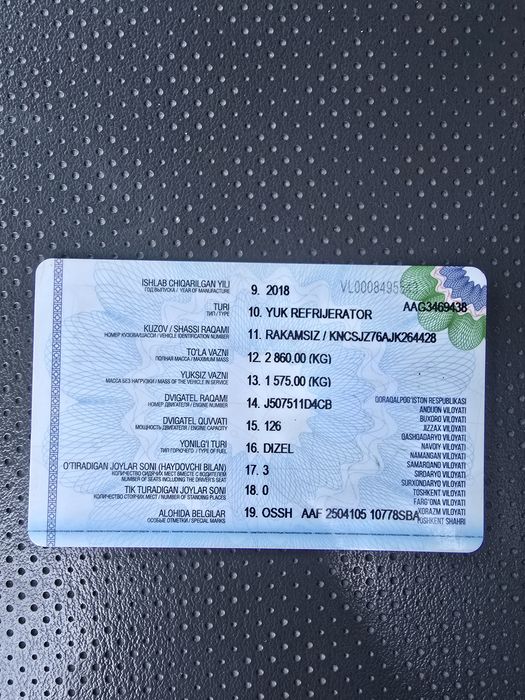 ISHLAB CHIQARILGAN YILI 9. 2018 VL0008495
ГОД ВЫПУСКА / YEAR OF MANUFACTURE
AAG3469438
TURI 10. YUK REFRIJERATOR
ТИП / TYPE
KUZOV / SHASSI RAQAMI 11. RAKAMSIZ / KNCSJZ76AJK264428
НОМЕР КУЗОВА/ШАССИ / VEHICLE IDENTIFICATION NUMBER
TO'LA VAZNI 12. 2 860.00 (KG)
ПОЛНАЯ МАССА / MAXIMUM MASS
YUKSIZ VAZNI 13. 1 575.00 (KG)
МАССА БЕЗ НАГРУЗКИ / MASS OF THE VEHICLE IN SERVICE
DVIGATEL RAQAMI 14. J507511D4CB
НОМЕР ДВИГАТЕЛЯ / ENGINE NUMBER
DVIGATEL QUVVATI 15. 126
МОЩНОСТЬ ДВИГАТЕЛЯ / ENGINE CAPACITY
YONILG'I TURI 16. DIZEL
ТИП ГОРЮЧЕГО / TYPE OF FUEL
O'TIRADIGAN JOYLAR SONI (HAYDOVCHI BILAN) 17. 3
КОЛИЧЕСТВО СИДЯЧИХ МЕСТ ВМЕСТЕ С ВОДИТЕЛЕМ
NUMBER OF SEATS INCLUDING THE DRIVER'S SEAT
TIK TURADIGAN JOYLAR SONI 18. 0
КОЛИЧЕСТВО СТОЯЧИХ МЕСТ / NUMBER OF STANDING PLACES
ALOHIDA BELGILAR 19. OSSH AAF 2504105 10778SBA
ОСОБЫЕ ОТМЕТКИ / SPECIAL MARKS
QORAQALPOG'ISTON RESPUBLIKASI
ANDIJON VILOYATI
BUXORO VILOYATI
JIZZAX VILOYATI
QASHQADARYO VILOYATI
NAVOIY VILOYATI
NAMANGAN VILOYATI
SAMARQAND VILOYATI
SIRDARYO VILOYATI
SURXONDARYO VILOYATI
TOSHKENT VILOYATI
FARG'ONA VILOYATI
XORAZM VILOYATI
TOSHKENT SHAHRI